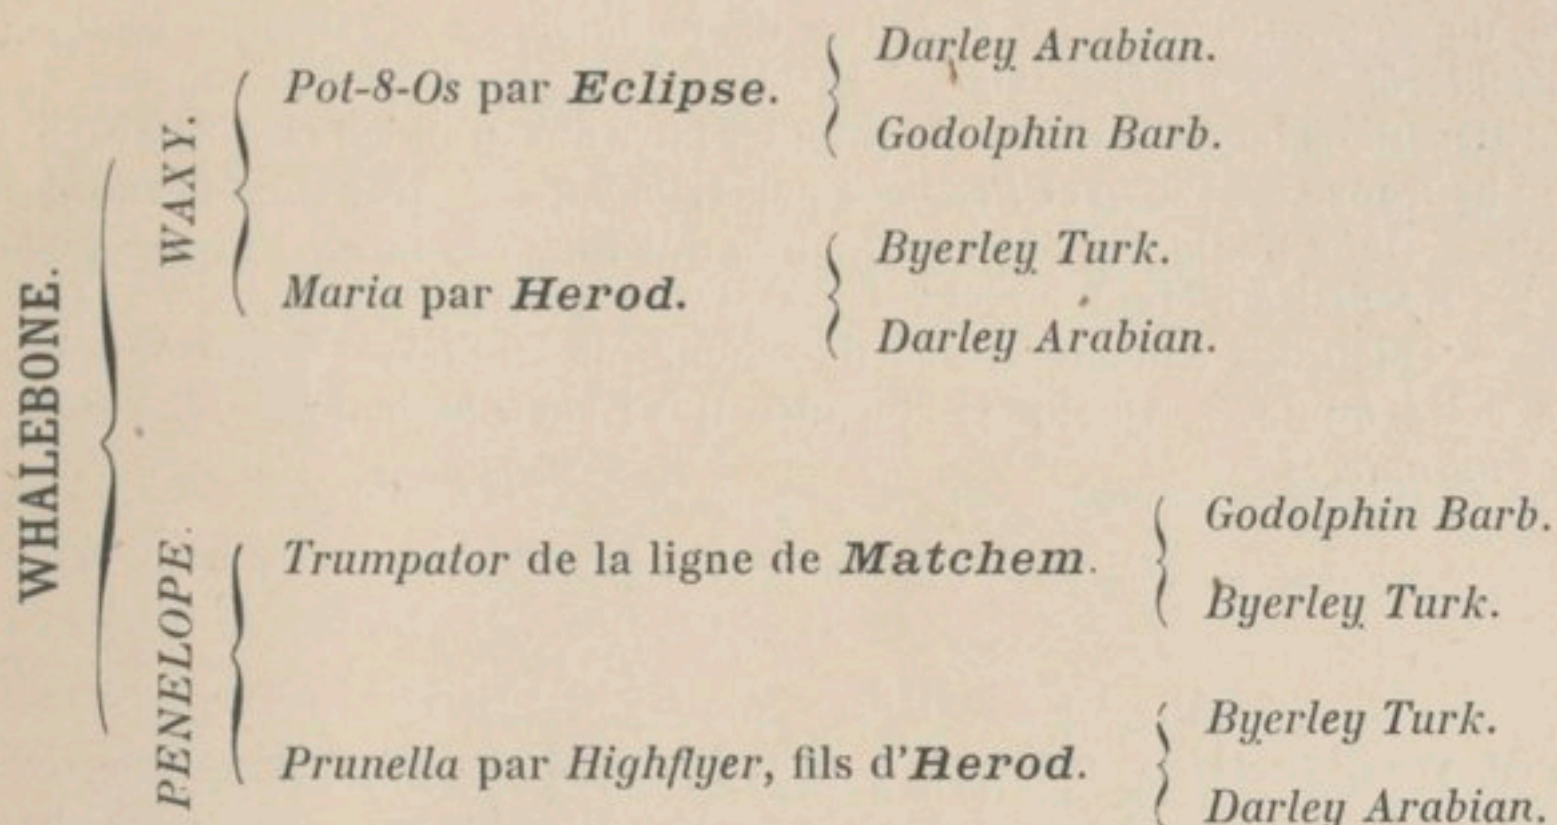 WHALEBONE.
WAXY.
Pot-8-Os par Eclipse.
Darley Arabian.
Godolphin Barb.
Maria par Herod.
Byerley Turk.
Darley Arabian.
PENELOPE.
Trumpator de la ligne de Matchem.
Godolphin Barb.
Byerley Turk.
Prunella par Highflyer, fils d'Herod.
Byerley Turk.
Darley Arabian.